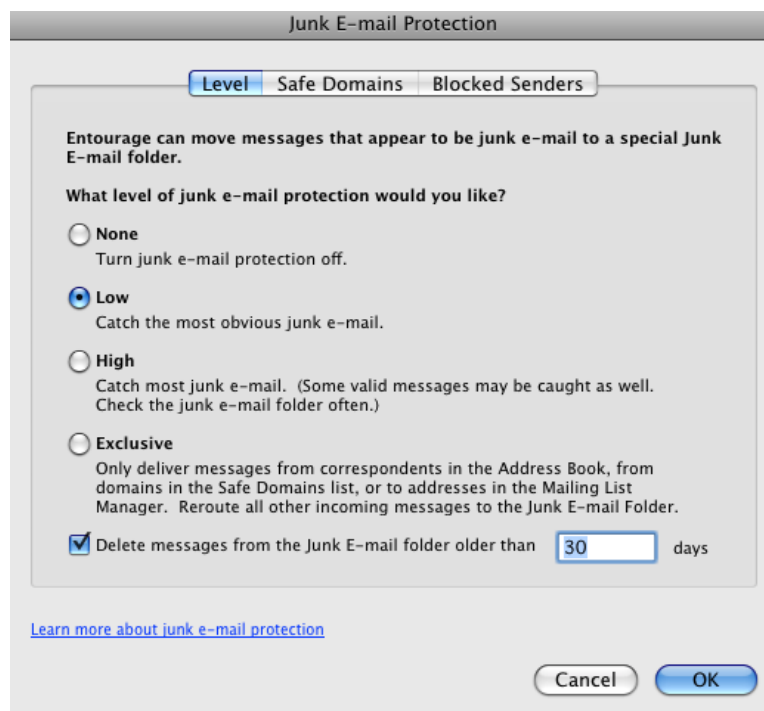 Junk E-mail Protection
Level Safe Domains Blocked Senders
Entourage can move messages that appear to be junk e-mail to a special Junk
E-mail folder.
What level of junk e-mail protection would you like?
None
Turn junk e-mail protection off.
Low
Catch the most obvious junk e-mail.
High
Catch most junk e-mail. (Some valid messages may be caught as well.
Check the junk e-mail folder often.)
Exclusive
Only deliver messages from correspondents in the Address Book, from
domains in the Safe Domains list, or to addresses in the Mailing List
Manager. Reroute all other incoming messages to the Junk E-mail Folder.
Delete messages from the Junk E-mail folder older than 30 days
Learn more about junk e-mail protection
Cancel OK